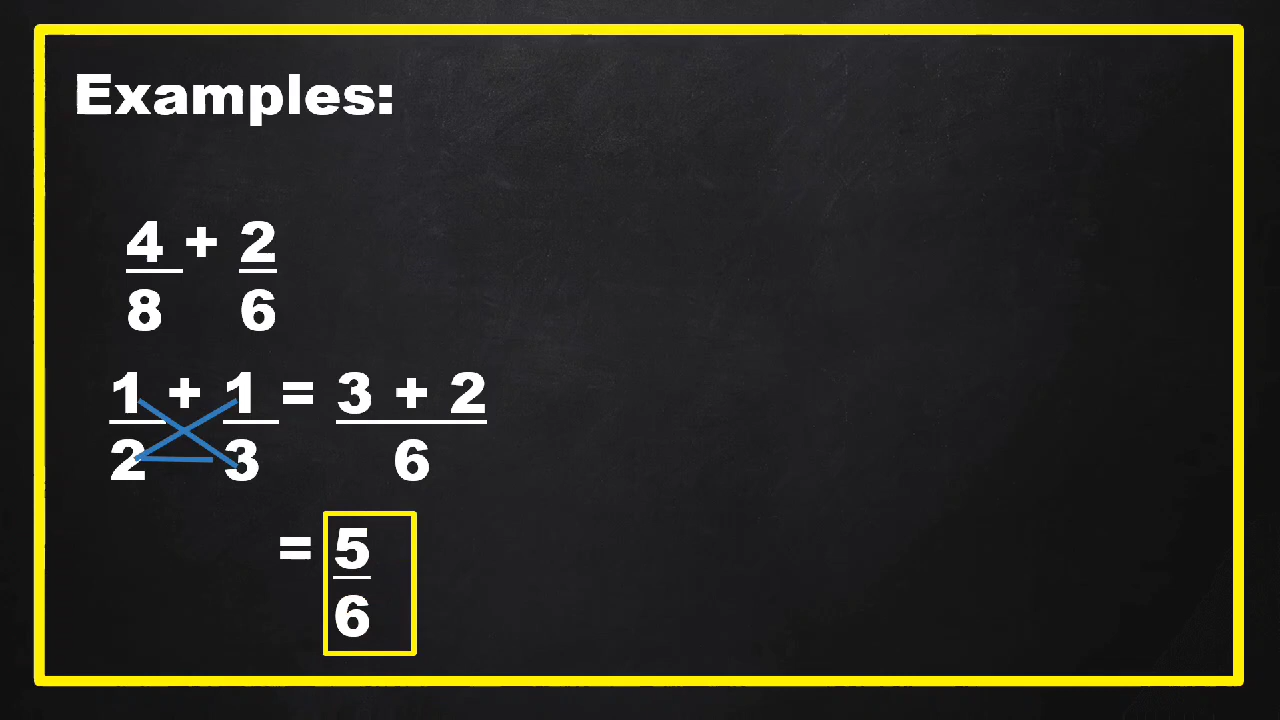 Examples:
4 + 2
8 6
1 + 1 = 3 + 2
2 3 6
= 5
6